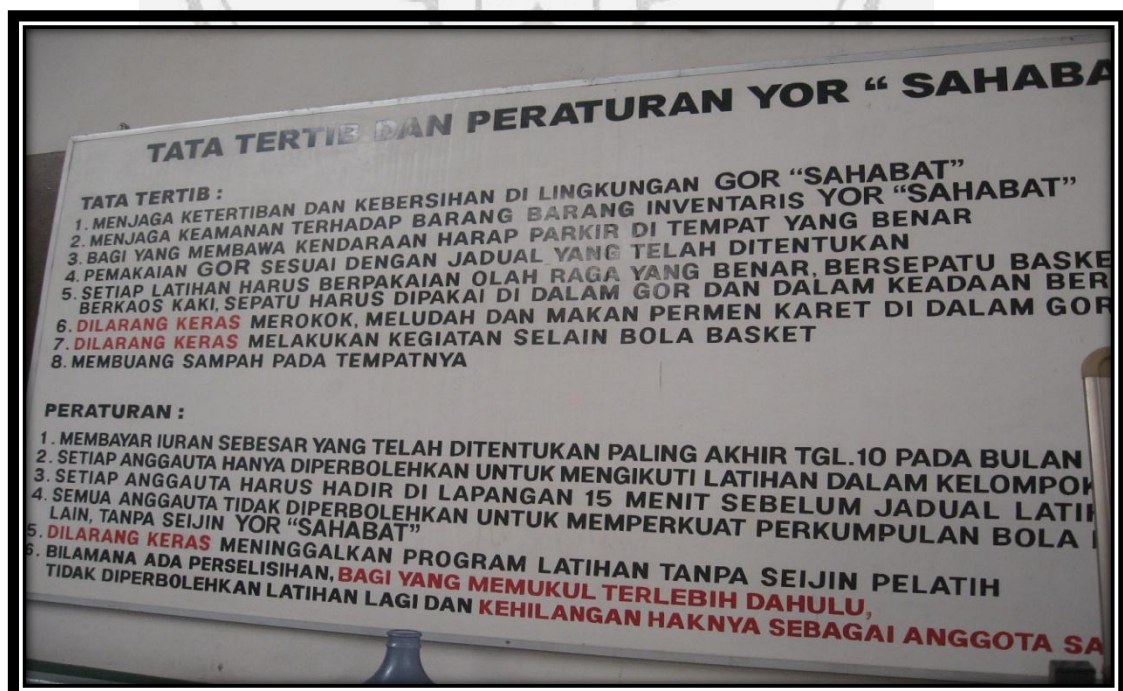 TATA TERTIB DAN PERATURAN YOR “ SAHABA
TATA TERTIB :
1. MENJAGA KETERTIBAN DAN KEBERSIHAN DI LINGKUNGAN GOR “SAHABAT”
2. MENJAGA KEAMANAN TERHADAP BARANG BARANG INVENTARIS YOR “SAHABAT”
3. BAGI YANG MEMBAWA KENDARAAN HARAP PARKIR DI TEMPAT YANG BENAR
4. PEMAKAIAN GOR SESUAI DENGAN JADUAL YANG TELAH DITENTUKAN
5. SETIAP LATIHAN HARUS BERPAKAIAN OLAH RAGA YANG BENAR, BERSEPATU BASKE
BERKAOS KAKI, SEPATU HARUS DIPAKAI DI DALAM GOR DAN DALAM KEADAAN BER
6. DILARANG KERAS MEROKOK, MELUDAH DAN MAKAN PERMEN KARET DI DALAM GOR
7. DILARANG KERAS MELAKUKAN KEGIATAN SELAIN BOLA BASKET
8. MEMBUANG SAMPAH PADA TEMPATNYA
PERATURAN :
1. MEMBAYAR IURAN SEBESAR YANG TELAH DITENTUKAN PALING AKHIR TGL.10 PADA BULAN
2. SETIAP ANGGAUTA HANYA DIPERBOLEHKAN UNTUK MENGIKUTI LATIHAN DALAM KELOMPOK
3. SETIAP ANGGAUTA HARUS HADIR DI LAPANGAN 15 MENIT SEBELUM JADUAL LATIH
4. SEMUA ANGGAUTA TIDAK DIPERBOLEHKAN UNTUK MEMPERKUAT PERKUMPULAN BOLA
LAIN, TANPA SEIJIN YOR “SAHABAT”
5. DILARANG KERAS MENINGGALKAN PROGRAM LATIHAN TANPA SEIJIN PELATIH
6. BILAMANA ADA PERSELISIHAN, BAGI YANG MEMUKUL TERLEBIH DAHULU,
TIDAK DIPERBOLEHKAN LATIHAN LAGI DAN KEHILANGAN HAKNYA SEBAGAI ANGGOTA SA